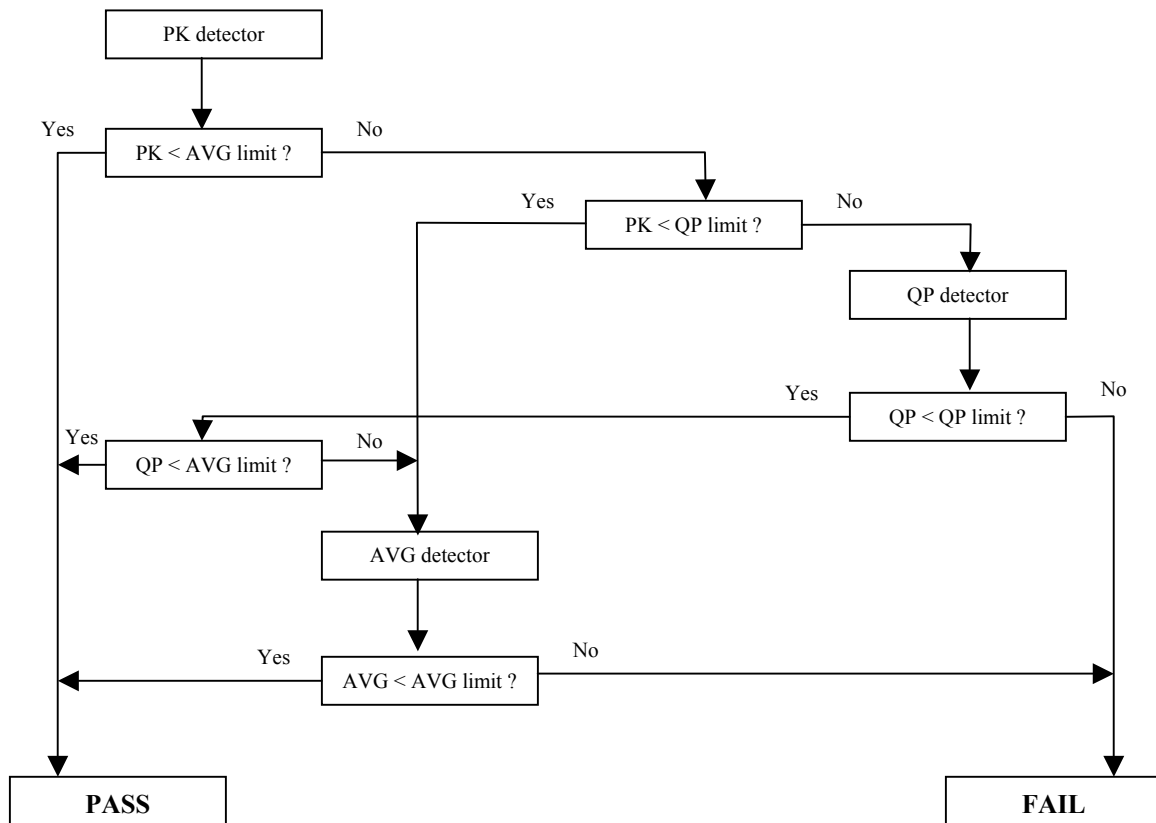 PK detector
Yes
No
PK < AVG limit ?
Yes
No
PK < QP limit ?
QP detector
Yes
No
QP < QP limit ?
Yes
No
QP < AVG limit ?
AVG detector
Yes
No
AVG < AVG limit ?
PASS
FAIL